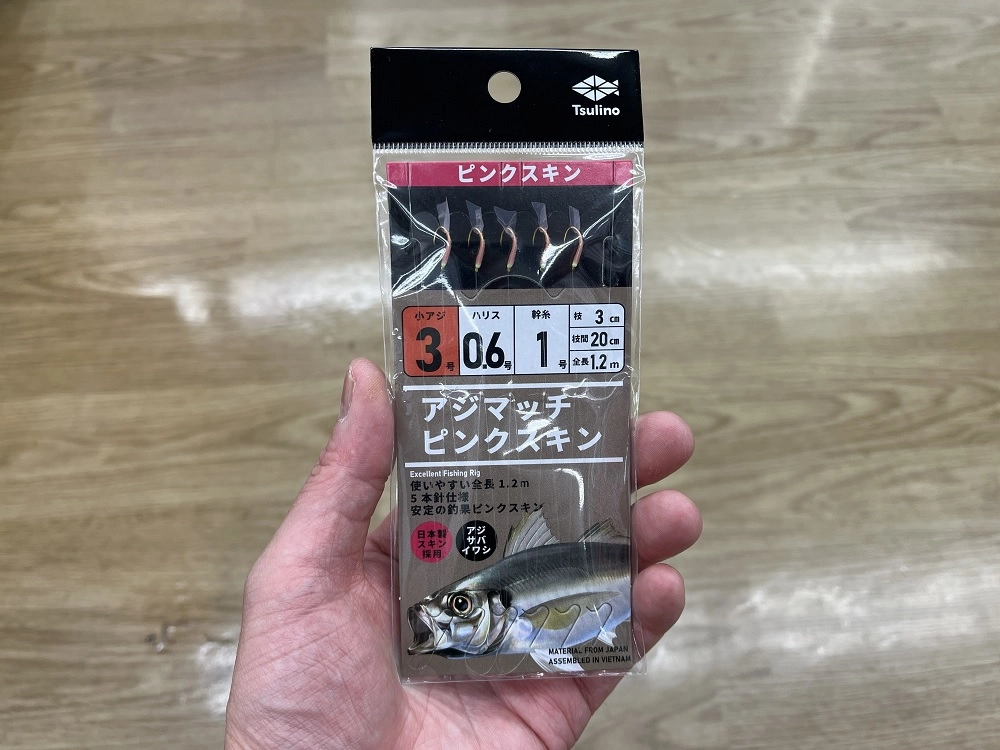 Tsulino
ピンクスキン
小アジ
3号
ハリス
0.6号
幹糸
1号
枝 3cm
枝間 20cm
全長 1.2m
アジマッチ
ピンクスキン
Excellent Fishing Rig
使いやすい全長1.2m
5本針仕様
安定の釣果ピンクスキン
日本製
スキン
採用
アジ
サバ
イワシ
MATERIAL FROM JAPAN
ASSEMBLED IN VIETNAM